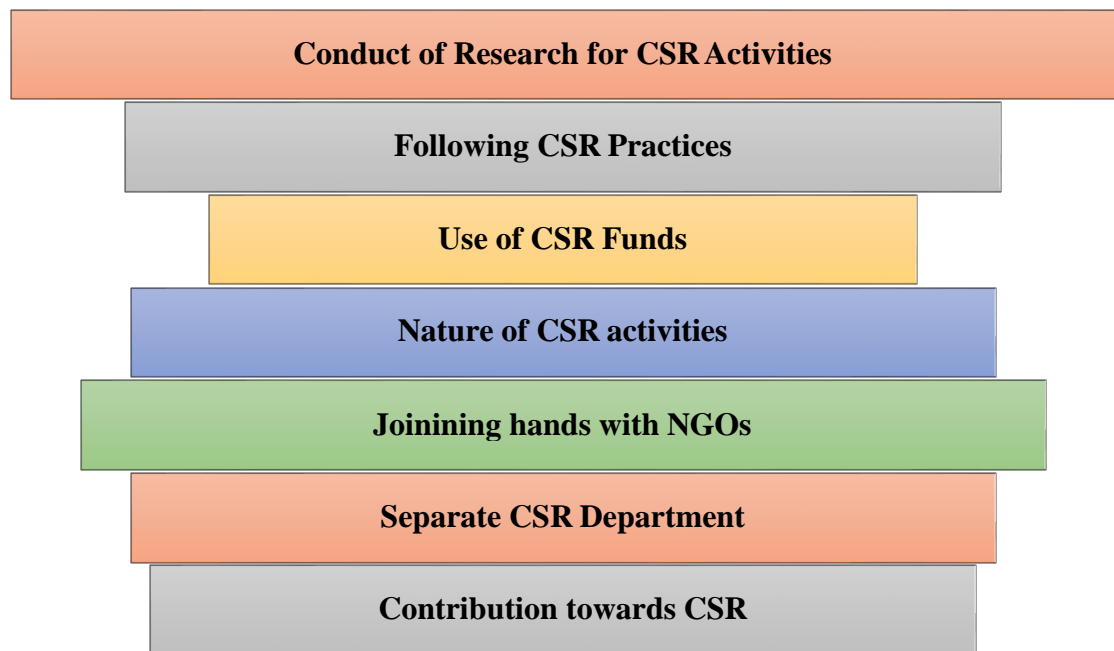 Conduct of Research for CSR Activities
Following CSR Practices
Use of CSR Funds
Nature of CSR activities
Joinining hands with NGOs
Separate CSR Department
Contribution towards CSR